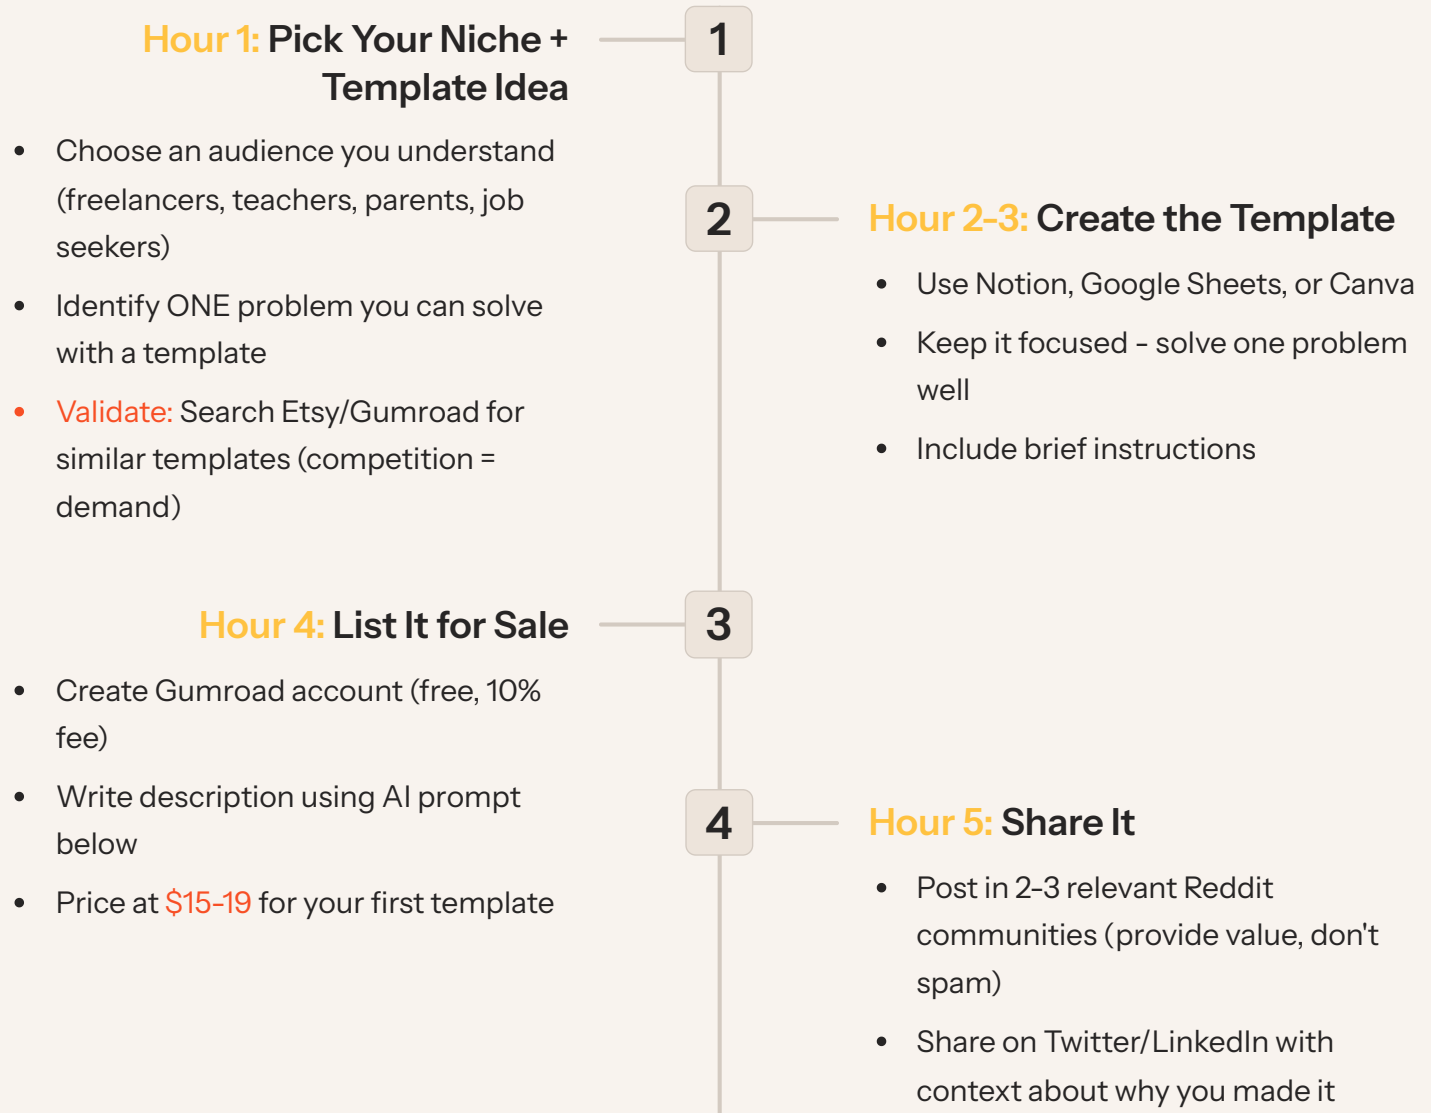 Hour 1: Pick Your Niche +
Template Idea
1
• Choose an audience you understand
(freelancers, teachers, parents, job
seekers)
• Identify ONE problem you can solve
with a template
• Validate: Search Etsy/Gumroad for
similar templates (competition =
demand)
2
Hour 2-3: Create the Template
• Use Notion, Google Sheets, or Canva
• Keep it focused - solve one problem
well
• Include brief instructions
Hour 4: List It for Sale
3
• Create Gumroad account (free, 10%
fee)
• Write description using AI prompt
below
• Price at $15-19 for your first template
4
Hour 5: Share It
• Post in 2-3 relevant Reddit
communities (provide value, don't
spam)
• Share on Twitter/LinkedIn with
context about why you made it